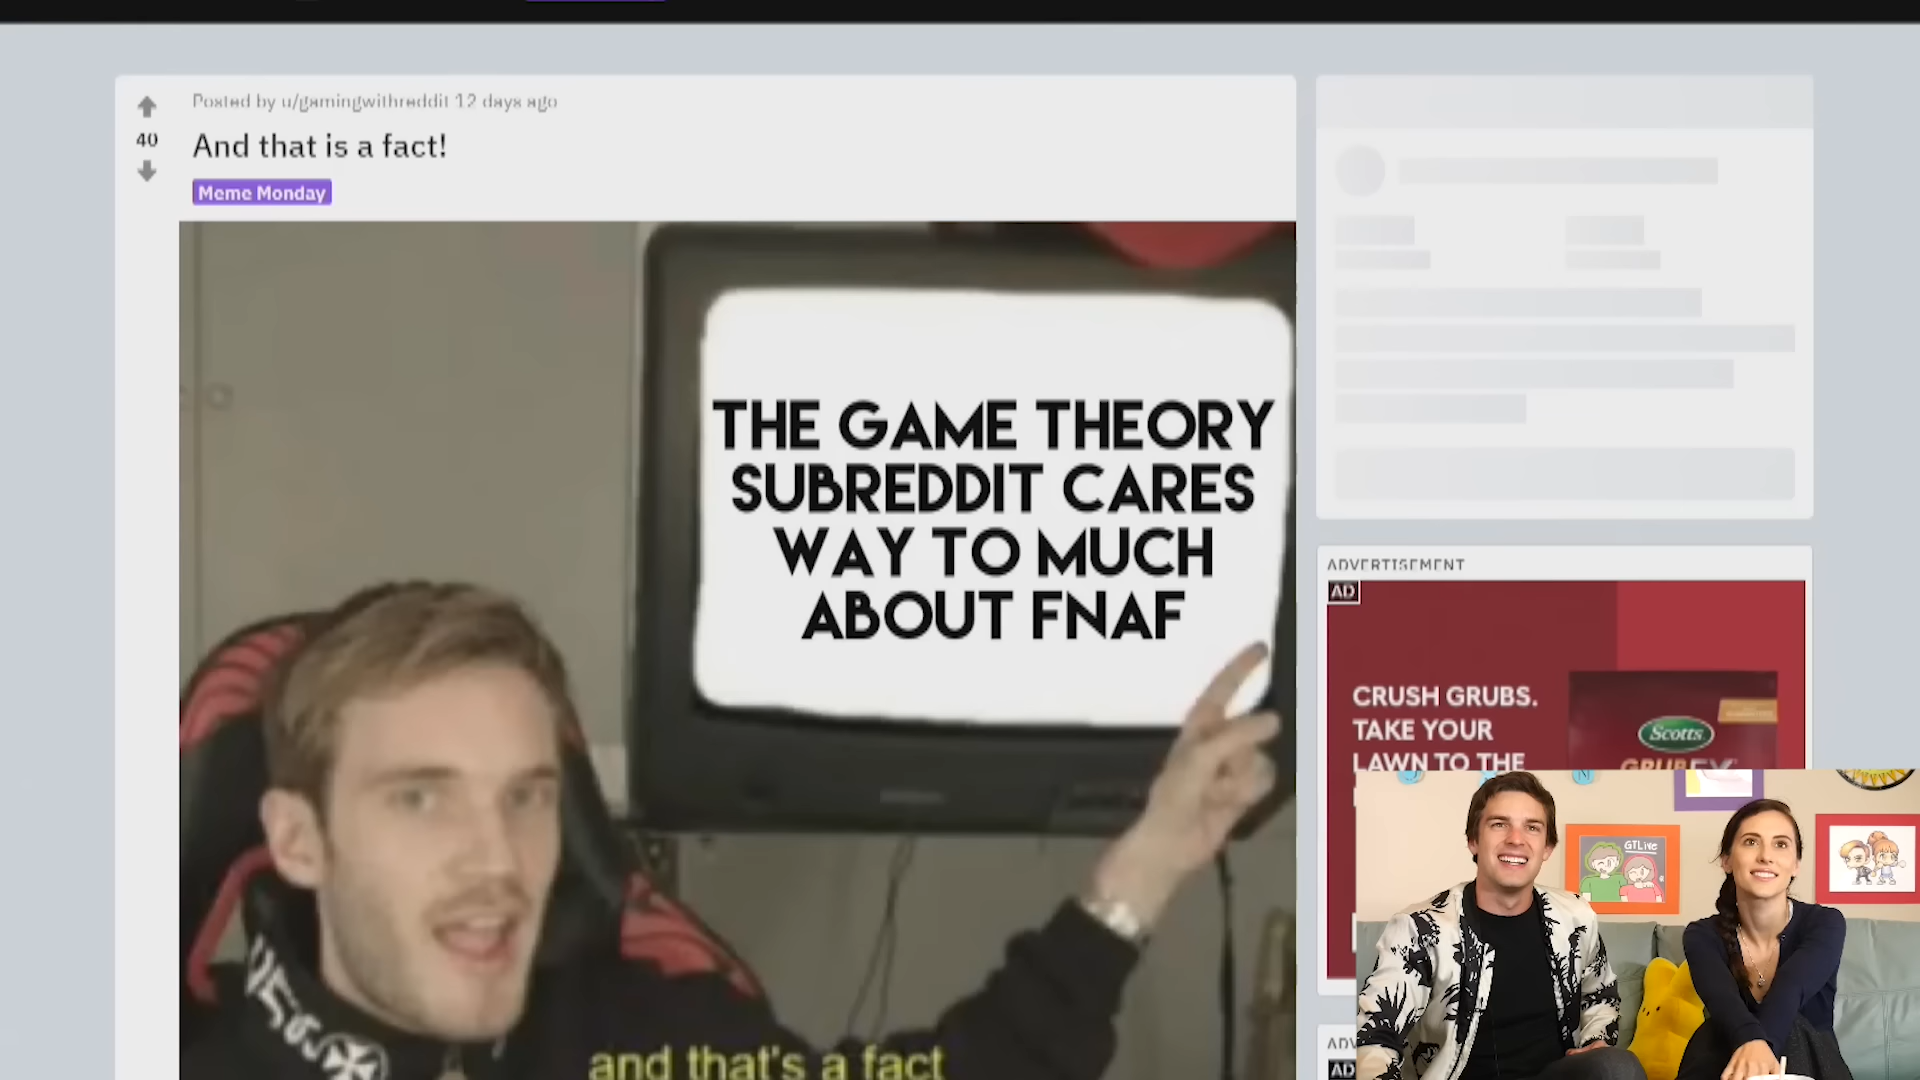 Posted by u/gamingwithreddit 12 days ago
40
And that is a fact!
Meme Monday
THE GAME THEORY
SUBREDDIT CARES
WAY TO MUCH
ABOUT FNAF
and that's a fact
ADVERTISEMENT
AD
CRUSH GRUBS.
TAKE YOUR
LAWN TO THE
Scotts
GTLive
AD